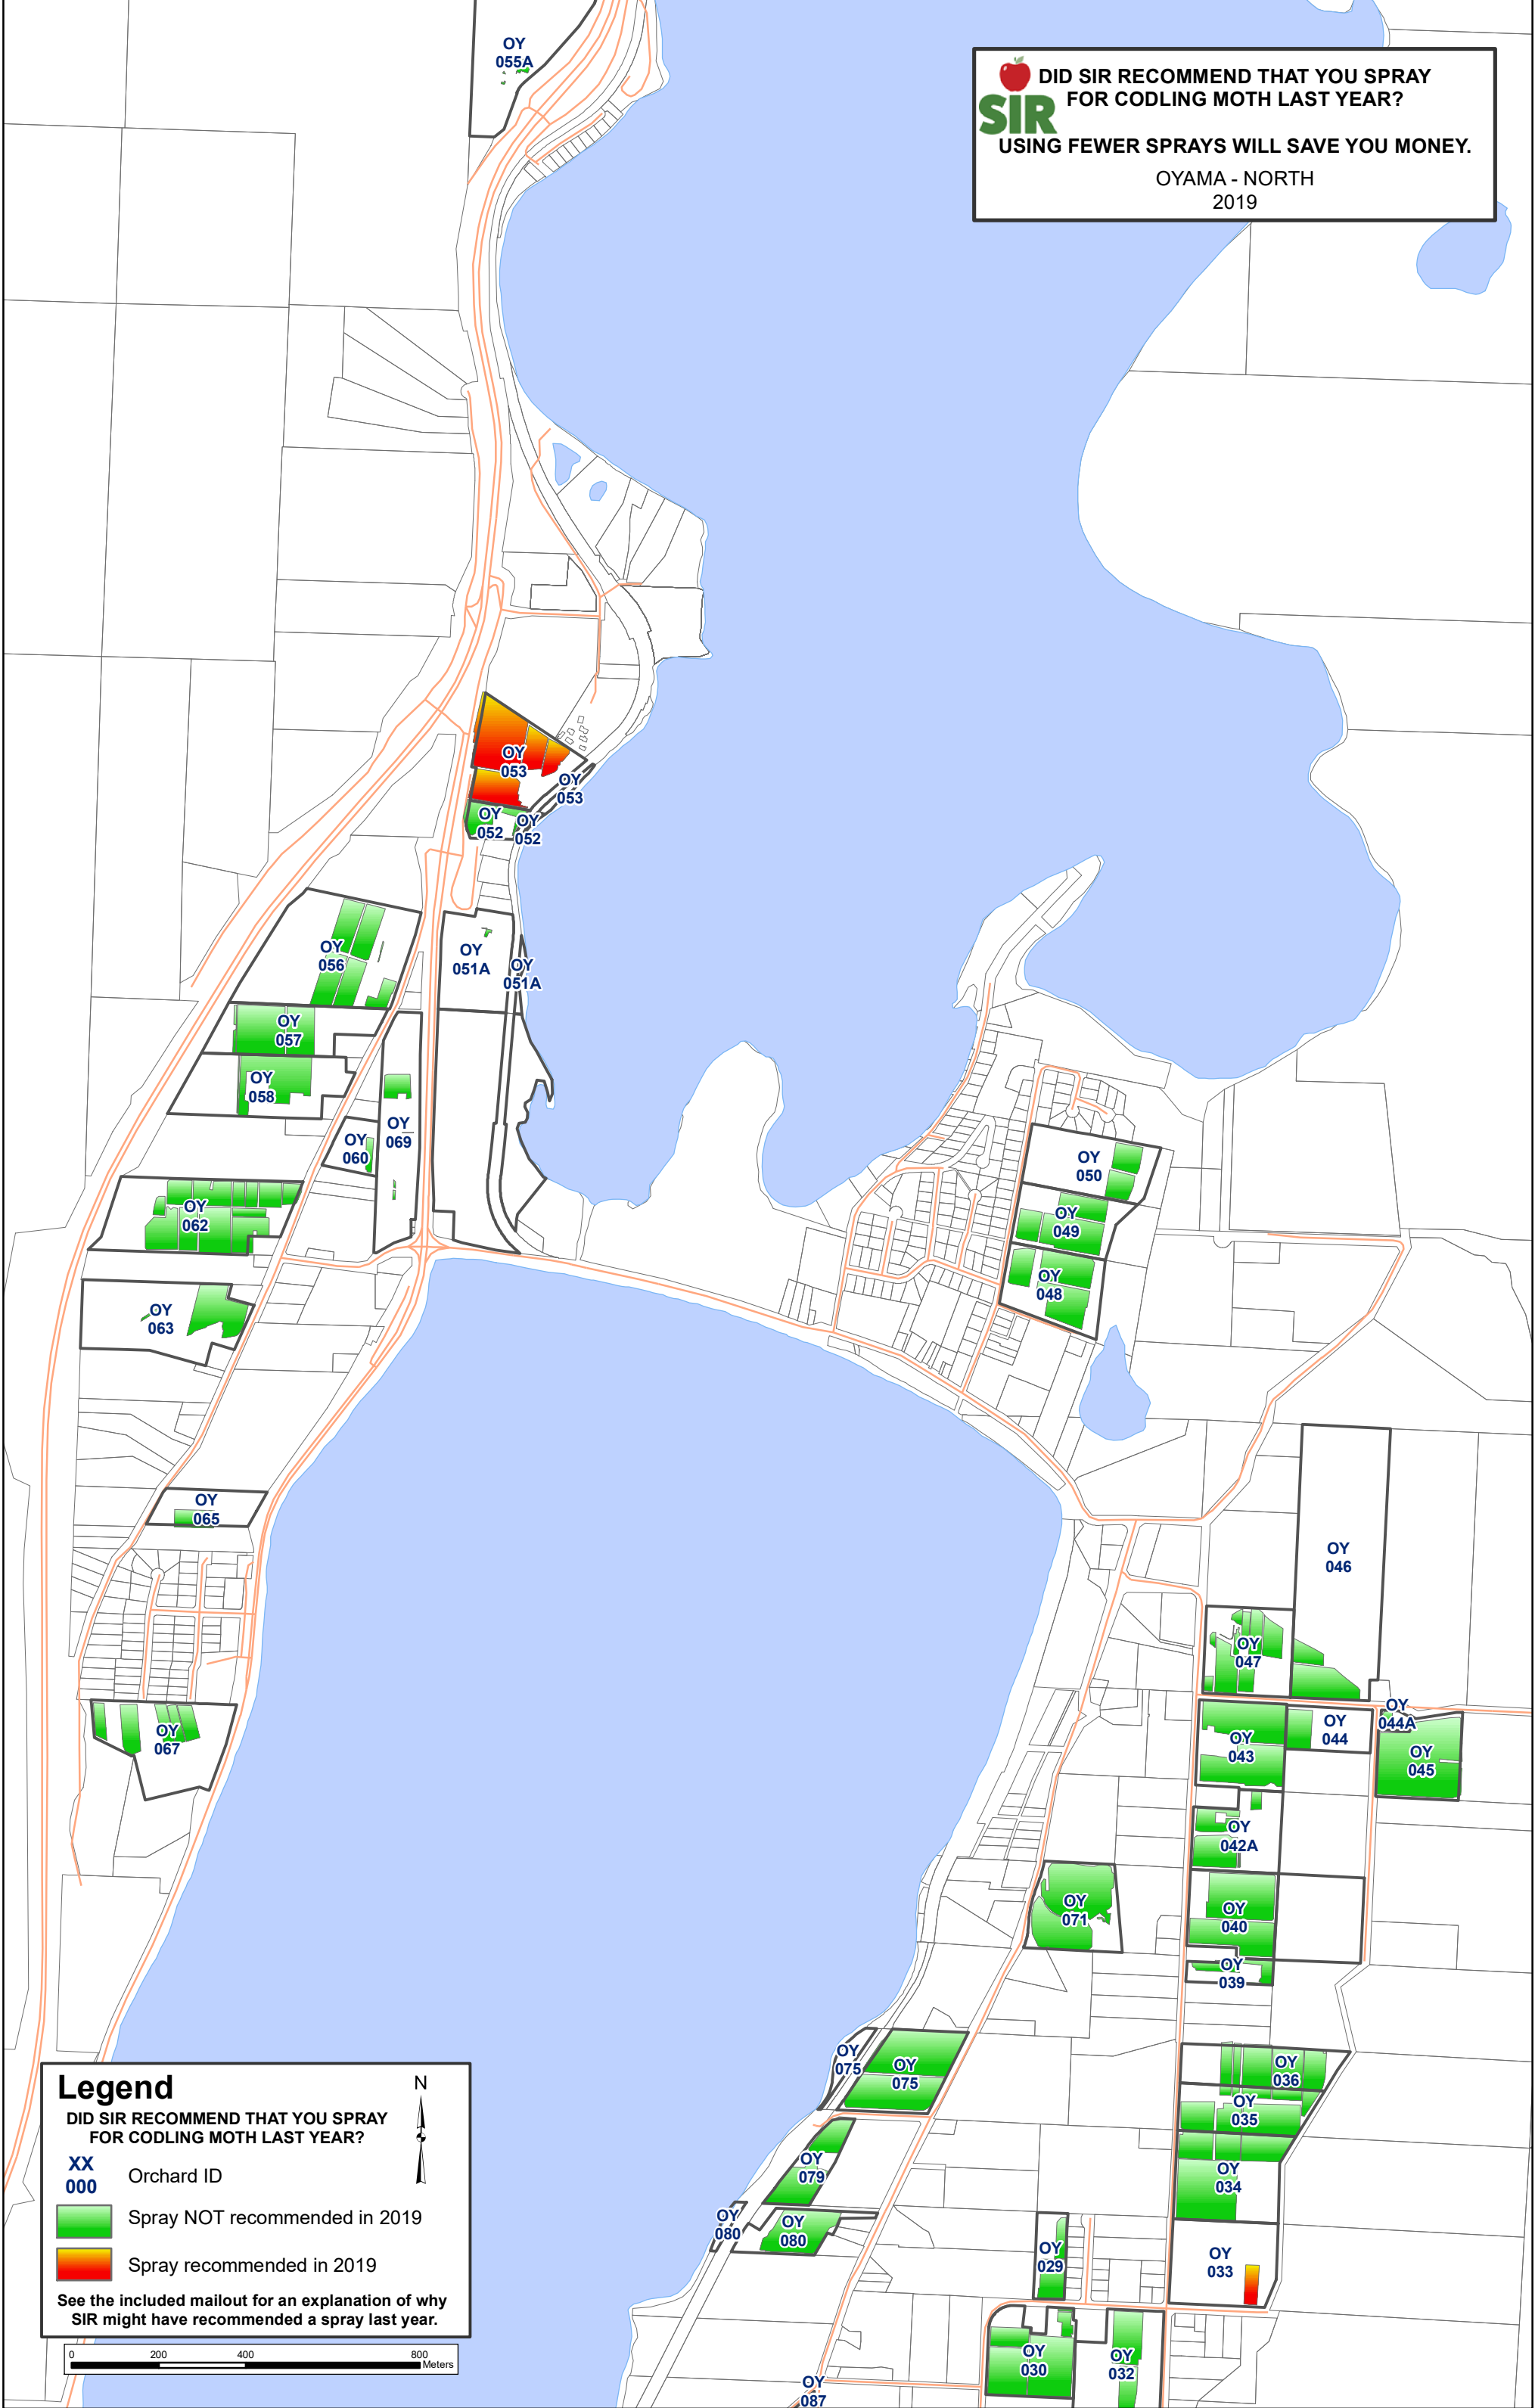 OY
055A
SIR
DID SIR RECOMMEND THAT YOU SPRAY
FOR CODLING MOTH LAST YEAR?
USING FEWER SPRAYS WILL SAVE YOU MONEY.
OYAMA - NORTH
2019
OY
053
OY
053
OY
052
OY
052
OY
056
OY
051A
OY
051A
OY
057
OY
058
OY
069
OY
060
OY
050
OY
062
OY
049
OY
048
OY
063
OY
065
OY
046
OY
047
OY
067
OY
044A
OY
044
OY
043
OY
045
OY
042A
OY
071
OY
040
OY
039
OY
075
OY
075
OY
036
OY
035
OY
079
OY
034
OY
080
OY
080
OY
029
OY
033
OY
030
OY
032
OY
087
Legend
N
DID SIR RECOMMEND THAT YOU SPRAY
FOR CODLING MOTH LAST YEAR?
XX
000
Orchard ID
Spray NOT recommended in 2019
Spray recommended in 2019
See the included mailout for an explanation of why
SIR might have recommended a spray last year.
0 200 400 800
Meters